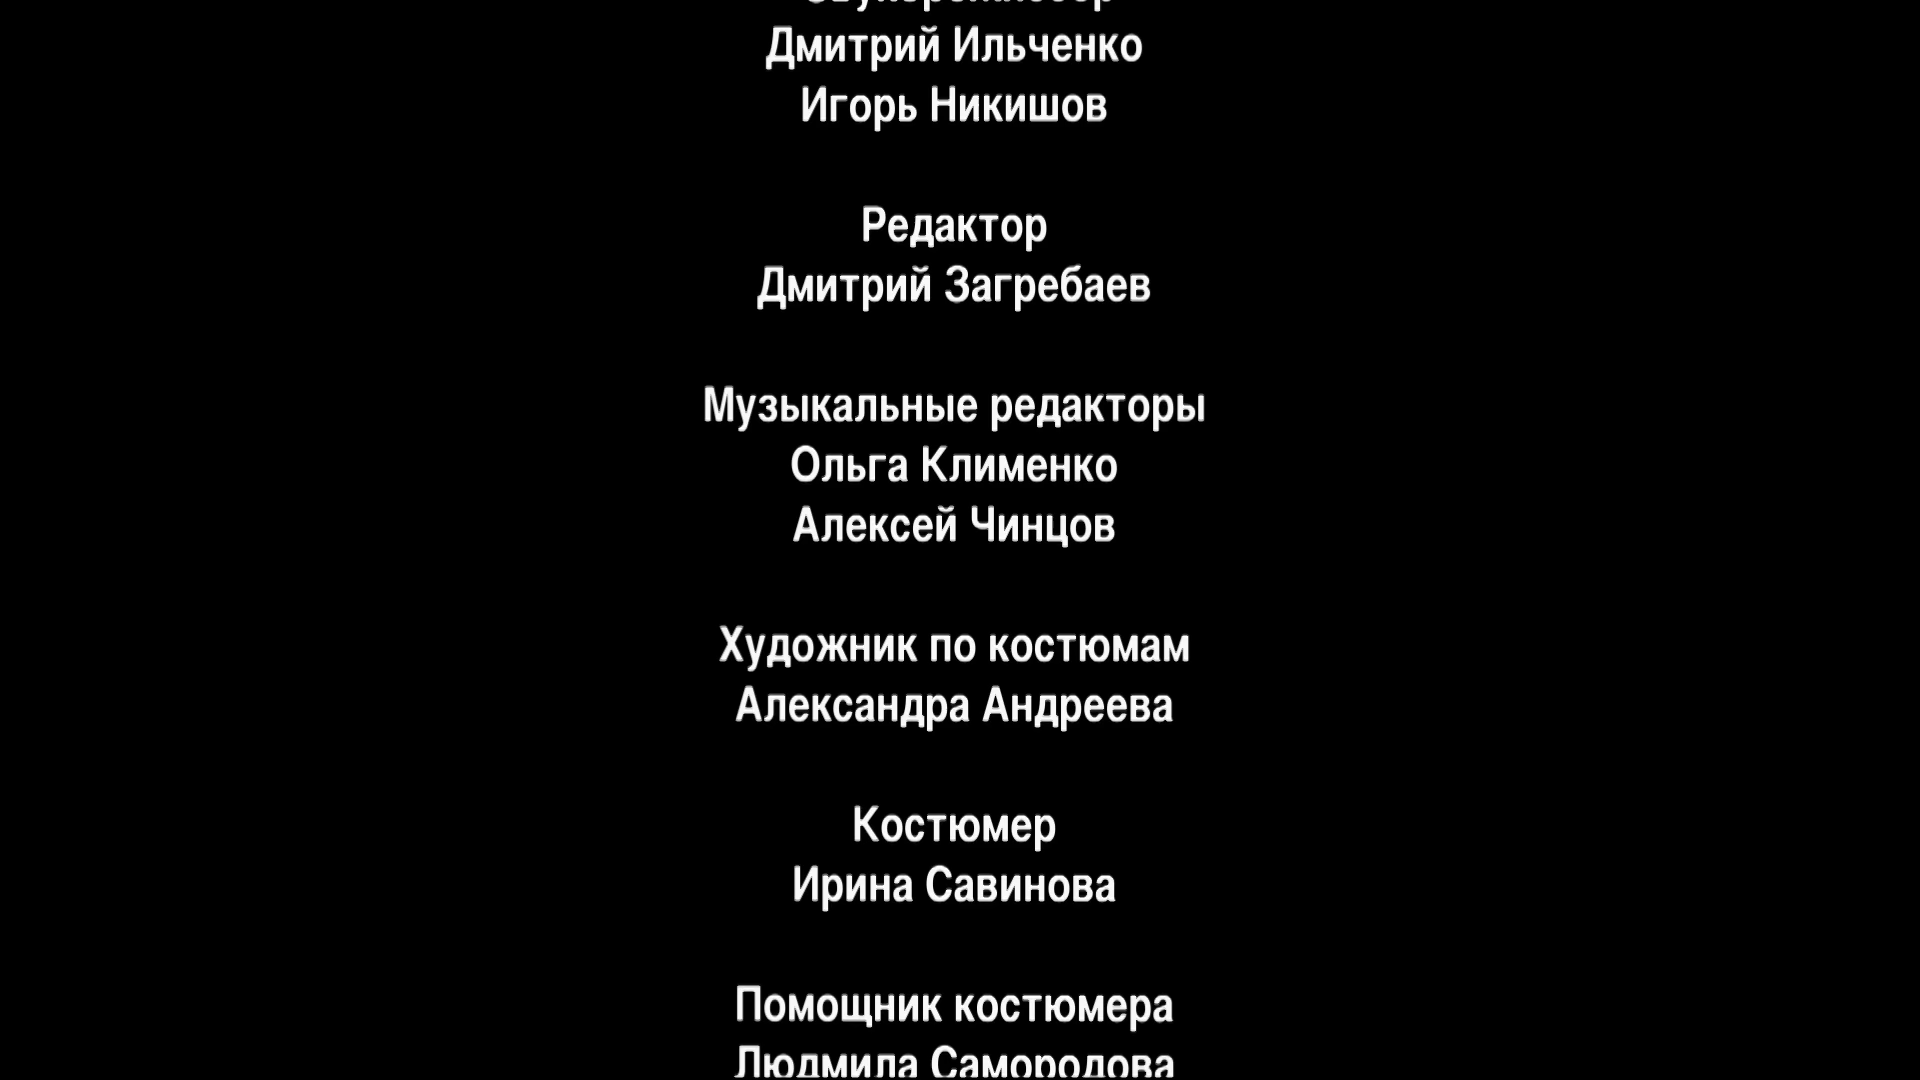 Звукорежиссер
Дмитрий Ильченко
Игорь Никишов
Редактор
Дмитрий Загребаев
Музыкальные редакторы
Ольга Клименко
Алексей Чинцов
Художник по костюмам
Александра Андреева
Костюмер
Ирина Савинова
Помощник костюмера
Людмила Самородова